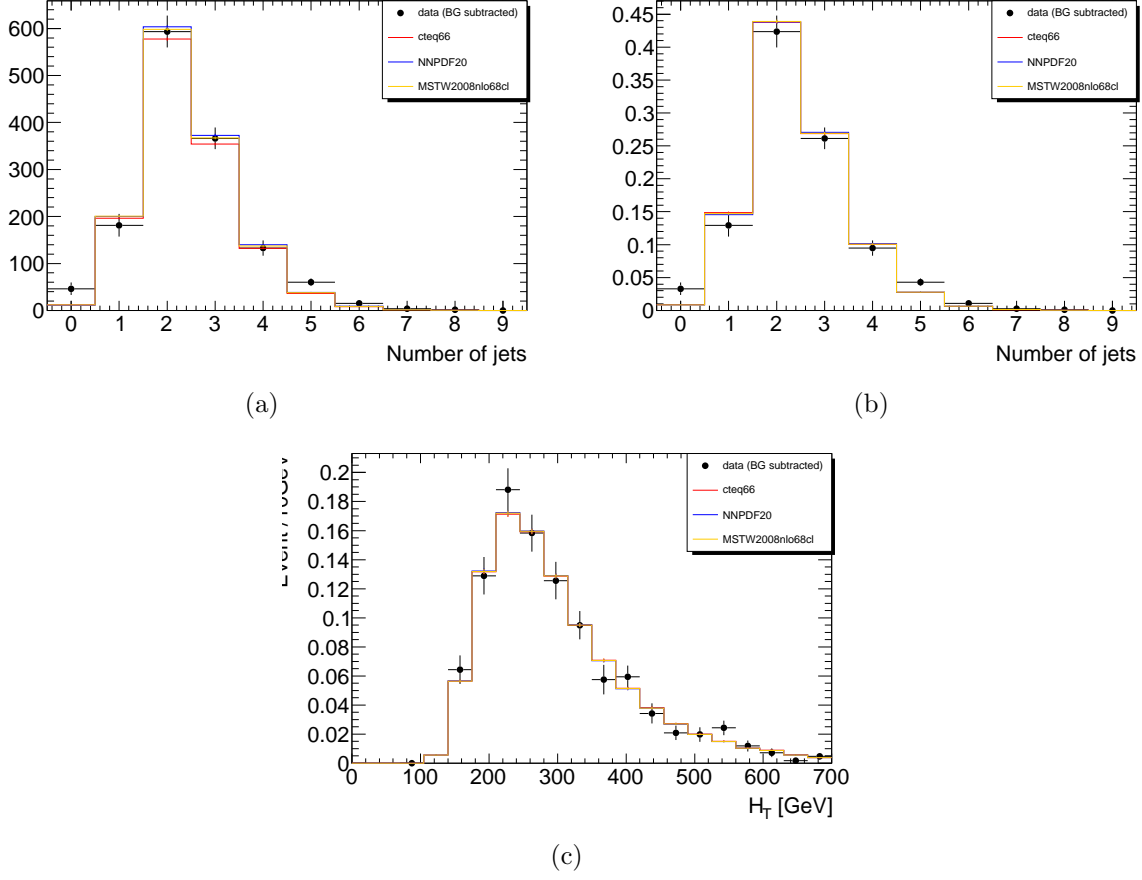 600
500
400
300
200
100
0
data (BG subtracted)
cteq66
NNPDF20
MSTW2008nlo68cl
0 1 2 3 4 5 6 7 8 9
Number of jets
(a)
0.45
0.4
0.35
0.3
0.25
0.2
0.15
0.1
0.05
0
data (BG subtracted)
cteq66
NNPDF20
MSTW2008nlo68cl
0 1 2 3 4 5 6 7 8 9
Number of jets
(b)
0.2
0.18
0.16
0.14
0.12
0.1
0.08
0.06
0.04
0.02
0
data (BG subtracted)
cteq66
NNPDF20
MSTW2008nlo68cl
0 100 200 300 400 500 600 700
H_T [GeV]
(c)